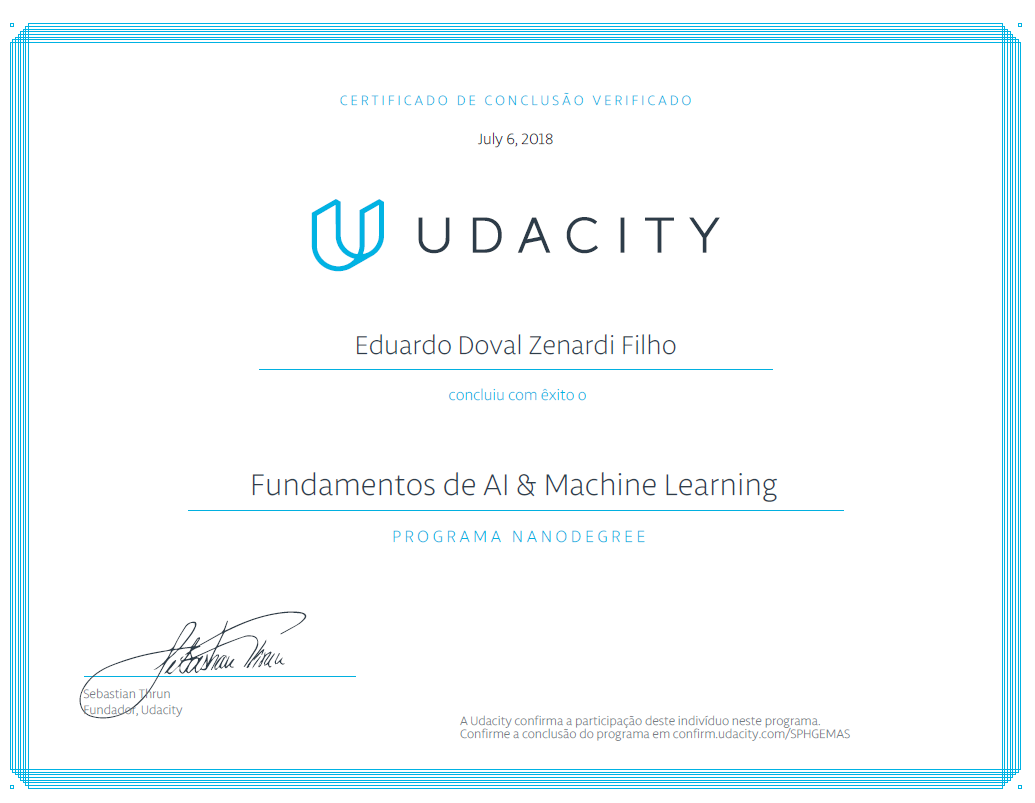 CERTIFICADO DE CONCLUSÃO VERIFICADO
July 6, 2018
UDACITY
Eduardo Doval Zenardi Filho
concluiu com êxito o
Fundamentos de AI & Machine Learning
PROGRAMA NANODEGREE
Sebastian Thrun
Sebastian Thrun
Fundador, Udacity
A Udacity confirma a participação deste indivíduo neste programa.
Confirme a conclusão do programa em confirm.udacity.com/SPHGEMAS